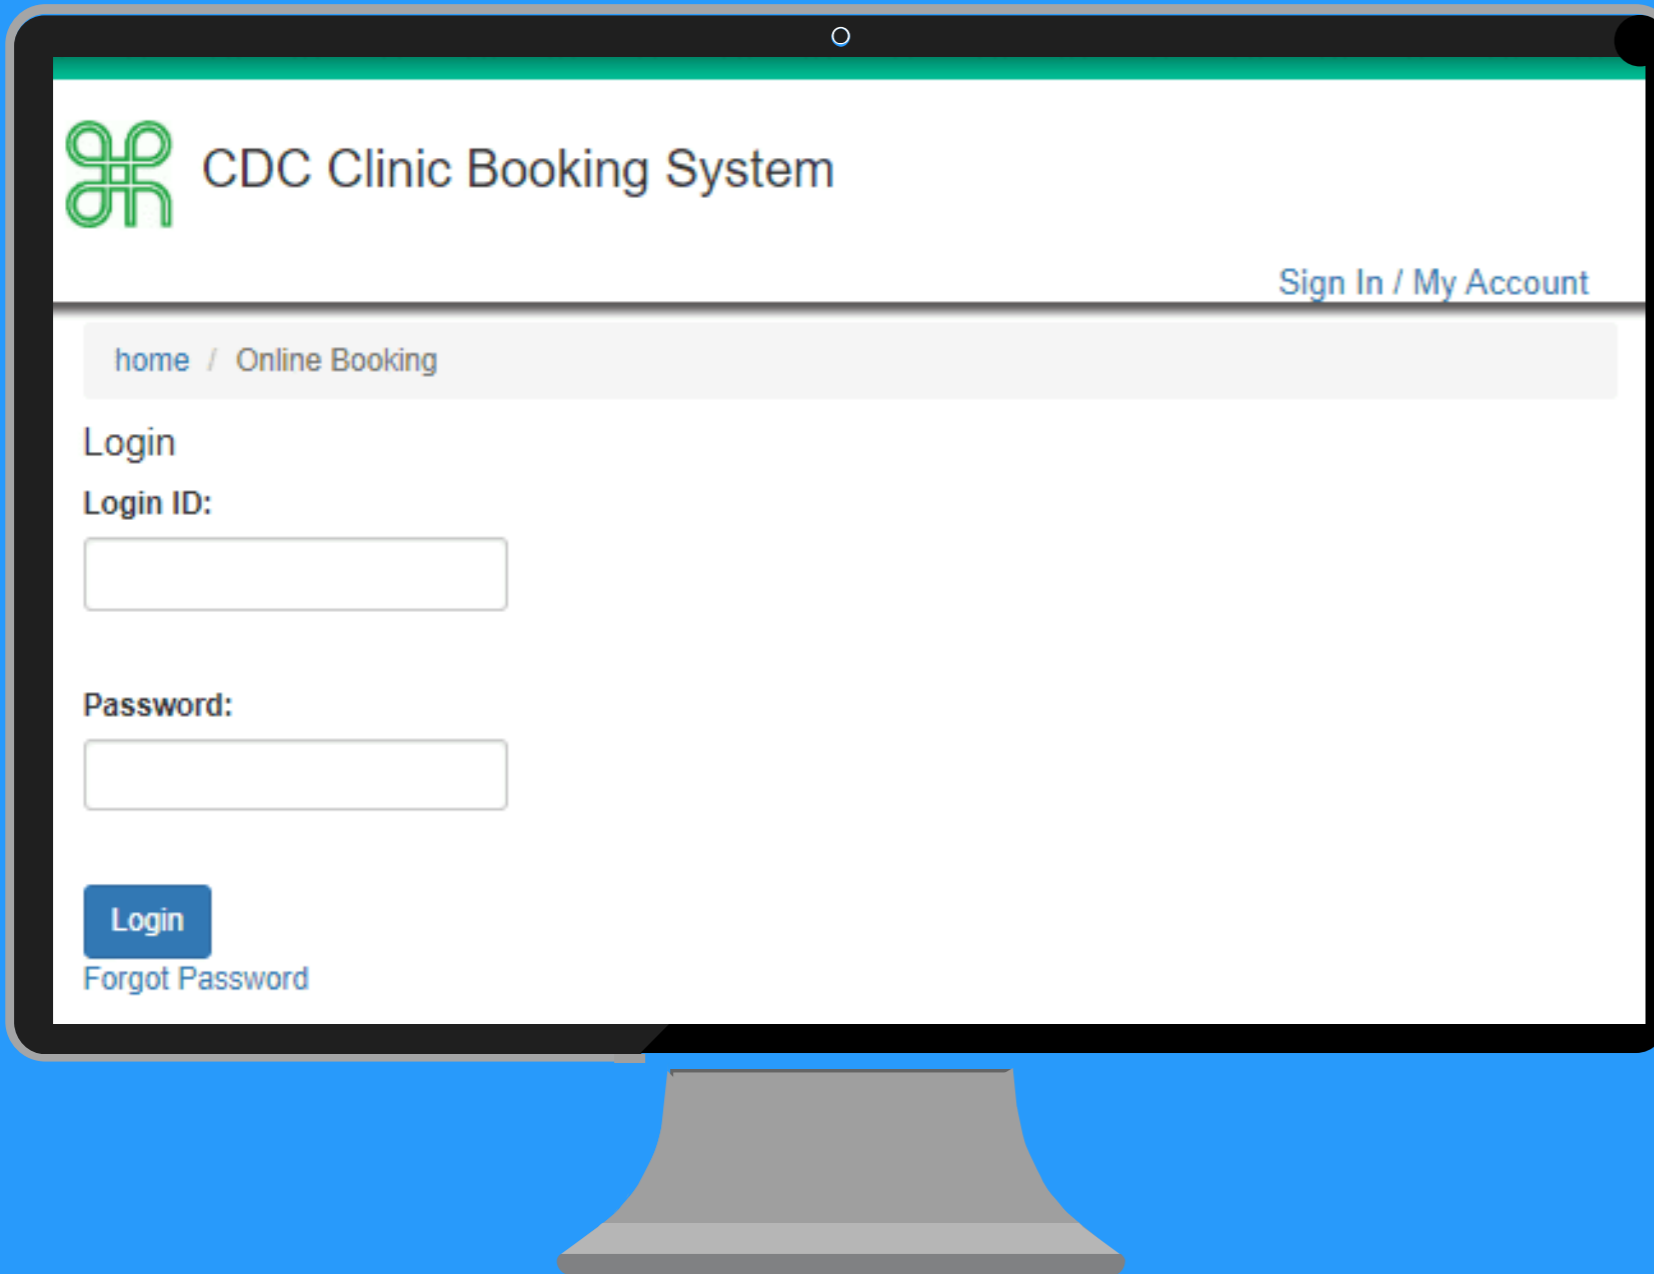 CDC Clinic Booking System
Sign In / My Account
home / Online Booking
Login
Login ID:
Password:
Login
Forgot Password